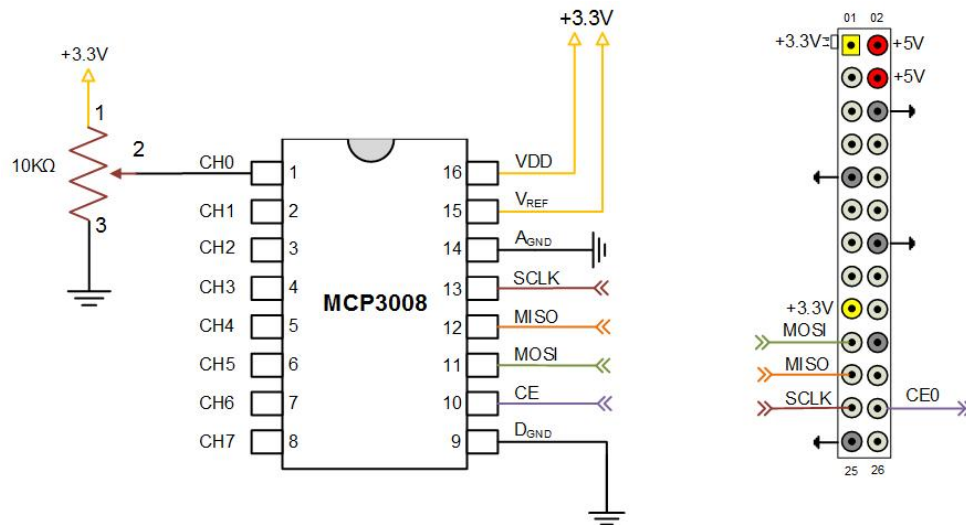 +3.3V
+3.3V
1
10KΩ
2
3
CH0
CH1
CH2
CH3
CH4
CH5
CH6
CH7
1
2
3
4
5
6
7
8
MCP3008
16
15
14
13
12
11
10
9
VDD
VREF
AGND
SCLK
MISO
MOSI
CE
DGND
01 02
+3.3V +5V
+5V
+3.3V
MOSI
MISO
SCLK CE0
25 26